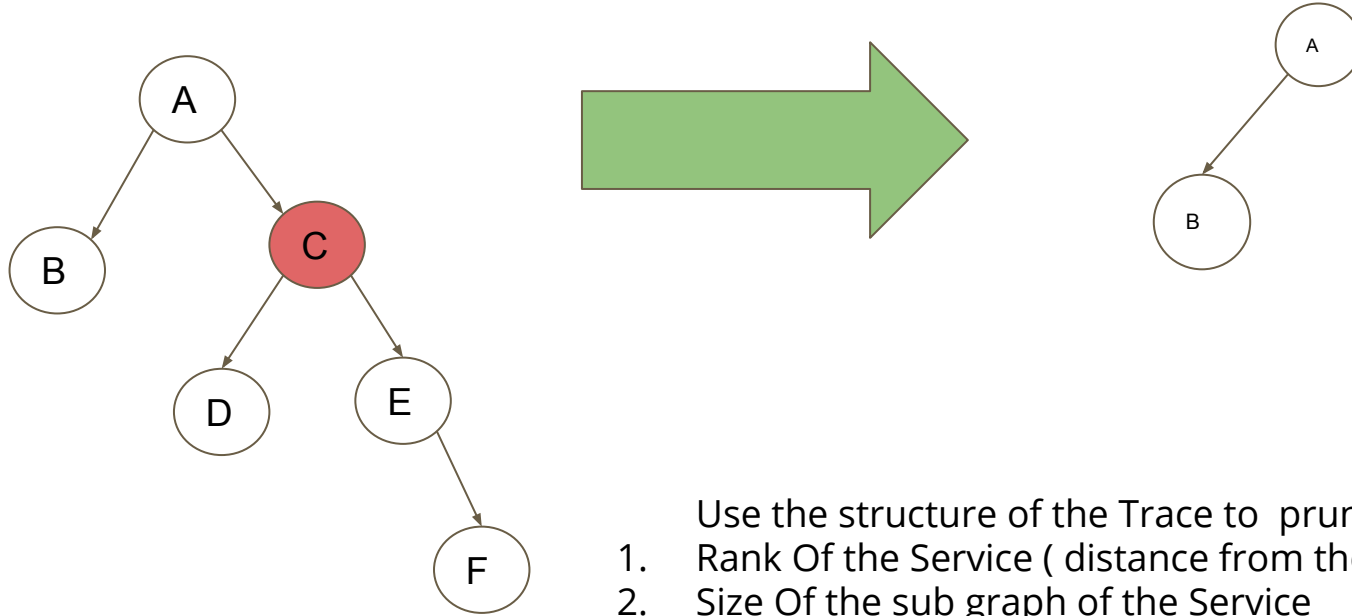 A
A
B
C
B
D
E
F
Use the structure of the Trace to
1. Rank Of the Service ( distance from
2. Size Of the sub graph of the Service